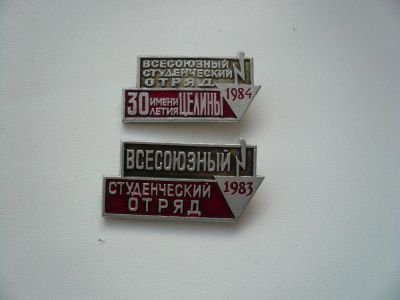 ВСЕСОЮЗНЫЙ
СТУДЕНЧЕСКИЙ
ОТРЯД
30 ИМЕНИ
ЛЕТИЯ ЦЕЛИНЫ 1984
ВСЕСОЮЗНЫЙ
СТУДЕНЧЕСКИЙ 1983
ОТРЯД